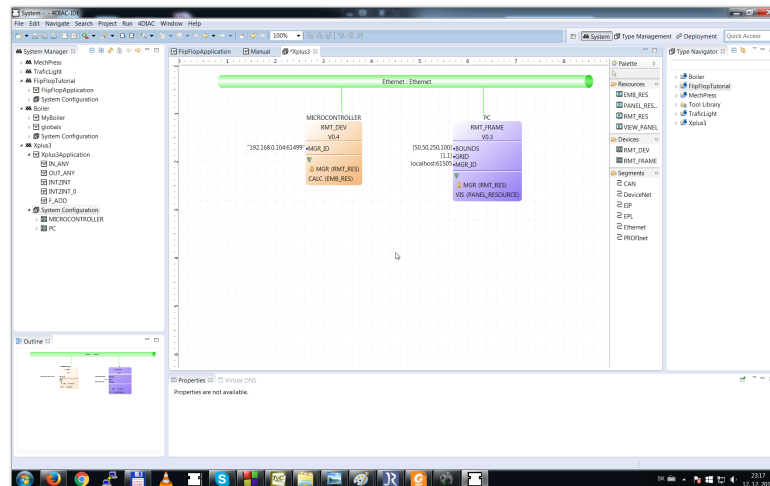 System - - 4DIAC-IDE
File Edit Navigate Search Project Run 4DIAC Window Help
100%
System Type Management Deployment Quick Access
System Manager
MechPress
TraficLight
FlipFlopTutorial
FlipFlopApplication
System Configuration
Boiler
MyBoiler
globals
System Configuration
Xplus3
Xplus3Application
IN_ANY
OUT_ANY
INT2INT
INT2INT_0
F_ADD
System Configuration
MICROCONTROLLER
PC
Outline
FlipFlopApplication Manual *Xplus3
Ethernet : Ethernet
MICROCONTROLLER
RMT_DEV
V0.4
"192.168.0.104:61499" MGR_ID
MGR (RMT_RES)
CALC (EMB_RES)
PC
RMT_FRAME
V0.3
[50,50,250,100] BOUNDS
[1,1] GRID
localhost:61505 MGR_ID
MGR (RMT_RES)
VIS (PANEL_RESOURCE)
Palette
Resources
EMB_RES
PANEL_RES...
RMT_RES
VIEW_PANEL
Devices
RMT_DEV
RMT_FRAME
Segments
CAN
DeviceNet
EIP
EPL
Ethernet
PROFInet
Type Navigator
Boiler
FlipFlopTutorial
MechPress
Tool Library
TraficLight
Xplus3
Properties Virtual DNS
Properties are not available.
SK
23:17